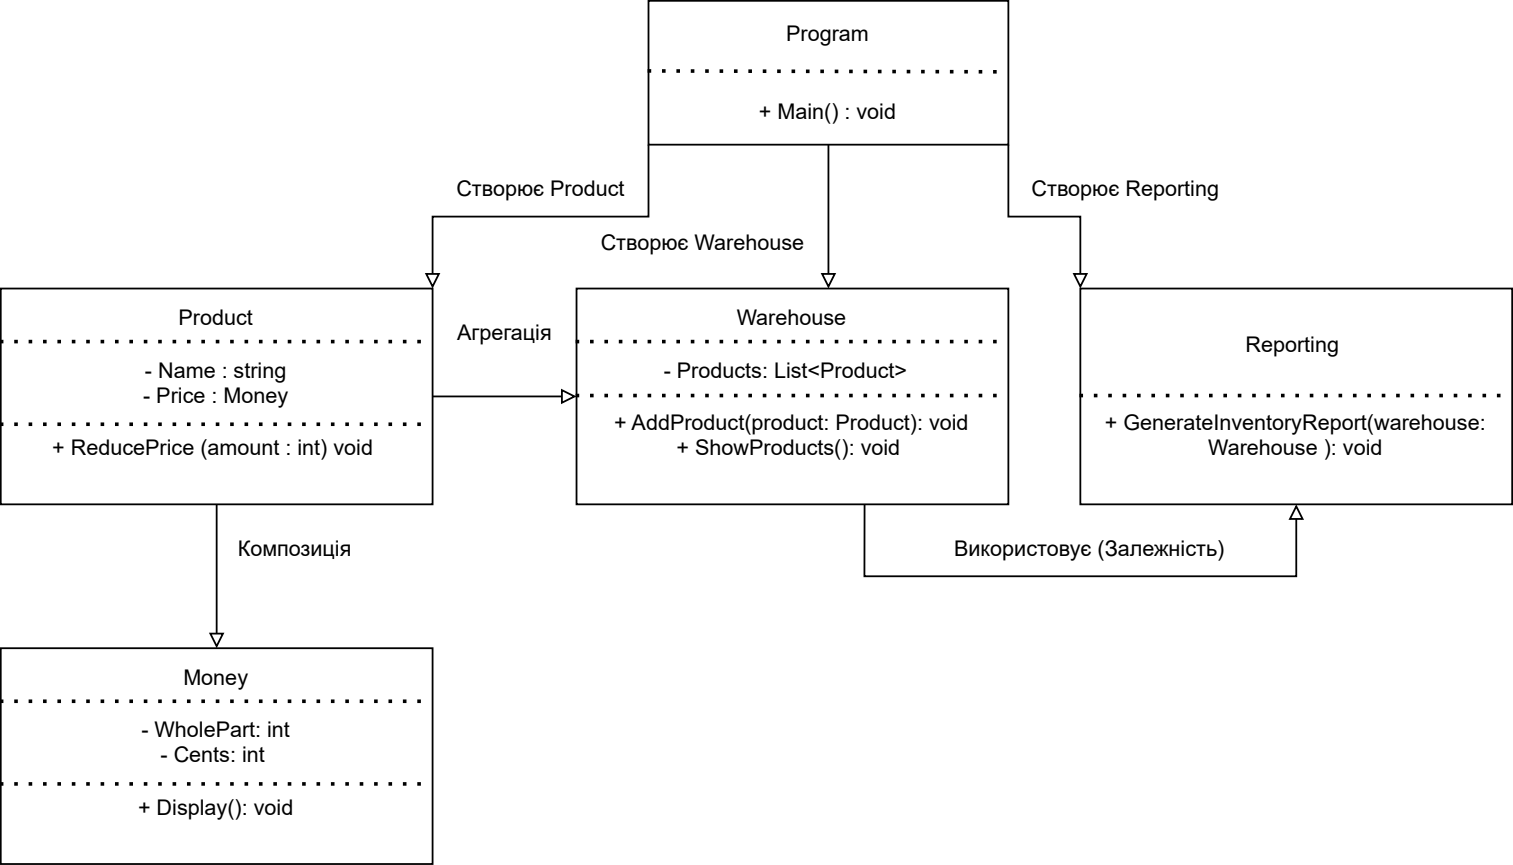 Program
+ Main() : void
Створює Product
Створює Reporting
Створює Warehouse
Product
- Name : string
- Price : Money
+ ReducePrice (amount : int) void
Агрегація
Warehouse
- Products: List<Product>
+ AddProduct(product: Product): void
+ ShowProducts(): void
Reporting
+ GenerateInventoryReport(warehouse:
Warehouse ): void
Композиція
Використовує (Залежність)
Money
- WholePart: int
- Cents: int
+ Display(): void